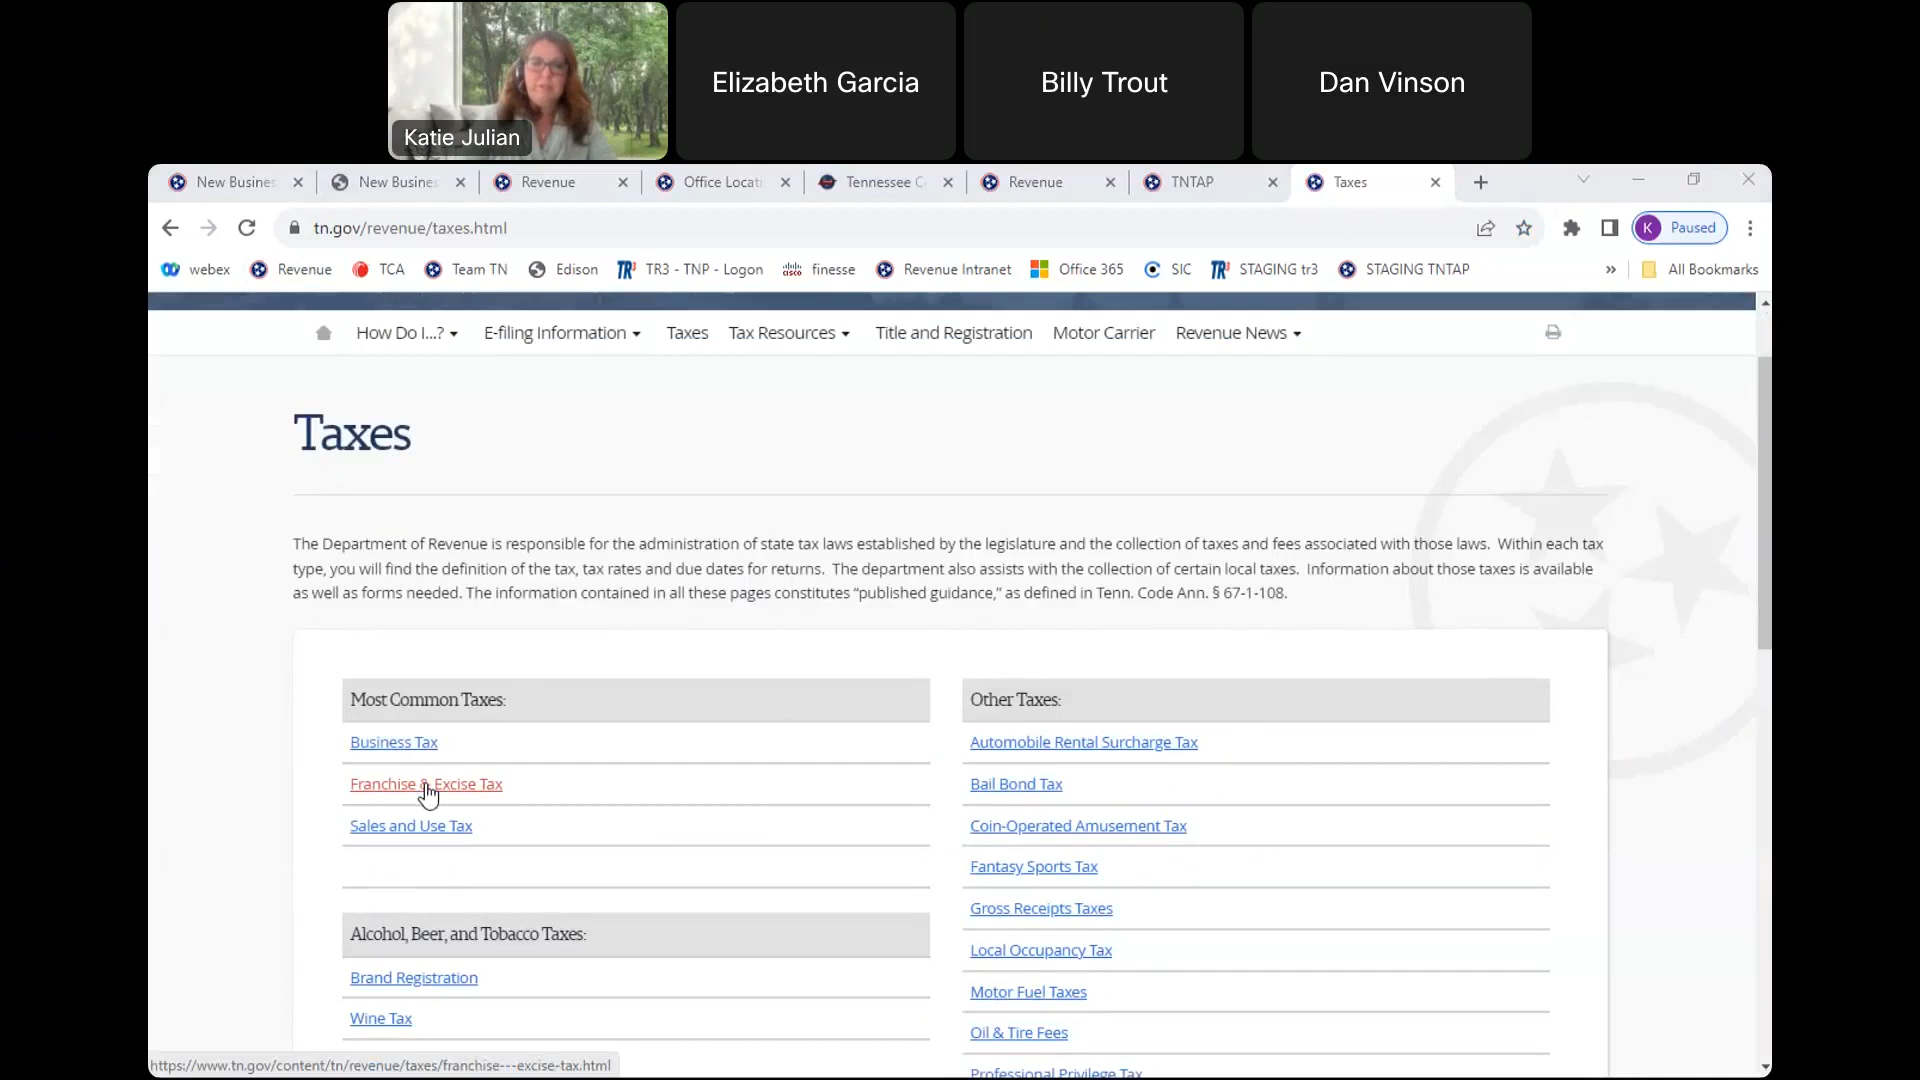 Katie Julian
Elizabeth Garcia
Billy Trout
Dan Vinson
New Busines
New Busines
Revenue
Office Locati
Tennessee C
Revenue
TNTAP
Taxes
tn.gov/revenue/taxes.html
K Paused
webex
Revenue
TCA
Team TN
Edison
TR3 TR3 - TNP - Logon
cisco finesse
Revenue Intranet
Office 365
SIC
TR3 STAGING tr3
STAGING TNTAP
»
All Bookmarks
How Do I...?
E-filing Information
Taxes
Tax Resources
Title and Registration
Motor Carrier
Revenue News
Taxes
The Department of Revenue is responsible for the administration of state tax laws established by the legislature and the collection of taxes and fees associated with those laws. Within each tax
type, you will find the definition of the tax, tax rates and due dates for returns. The department also assists with the collection of certain local taxes. Information about those taxes is available
as well as forms needed. The information contained in all these pages constitutes “published guidance,” as defined in Tenn. Code Ann. § 67-1-108.
Most Common Taxes:
Business Tax
Franchise & Excise Tax
Sales and Use Tax
Alcohol, Beer, and Tobacco Taxes:
Brand Registration
Wine Tax
Other Taxes:
Automobile Rental Surcharge Tax
Bail Bond Tax
Coin-Operated Amusement Tax
Fantasy Sports Tax
Gross Receipts Taxes
Local Occupancy Tax
Motor Fuel Taxes
Oil & Tire Fees
Professional Privilege Tax
https://www.tn.gov/content/tn/revenue/taxes/franchise---excise-tax.html